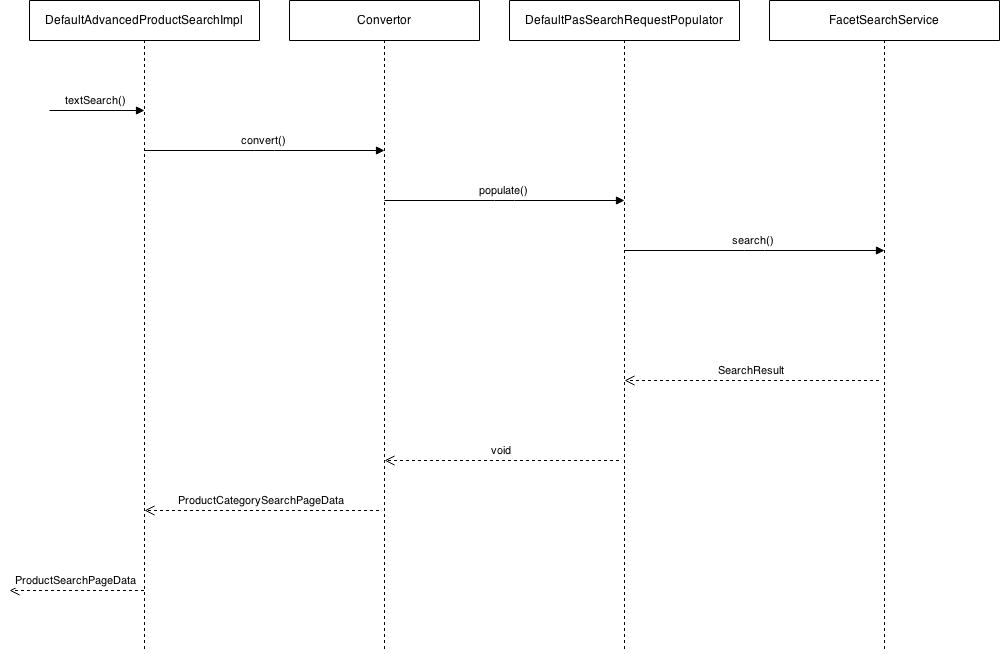 DefaultAdvancedProductSearchImpl
Convertor
DefaultPasSearchRequestPopulator
FacetSearchService
textSearch()
convert()
populate()
search()
SearchResult
void
ProductCategorySearchPageData
ProductSearchPageData